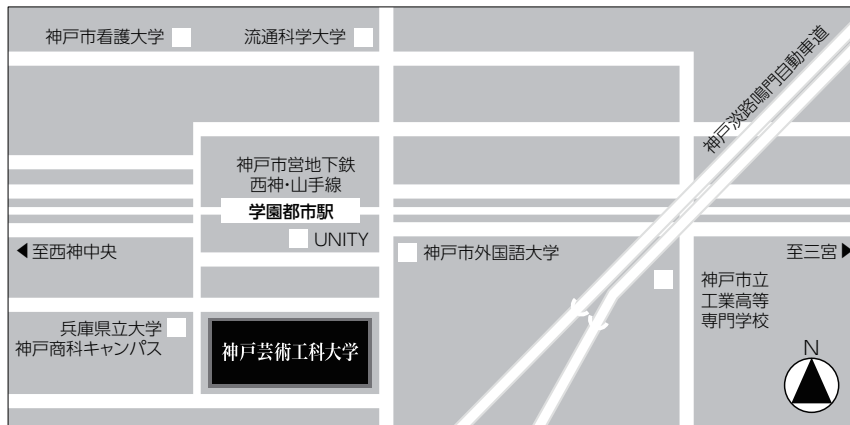 神戸市看護大学
流通科学大学
神戸淡路鳴門自動車道
神戸市営地下鉄
西神・山手線
学園都市駅
UNITY
◀至西神中央
神戸市外国語大学
至三宮▶
神戸市立
工業高等
専門学校
兵庫県立大学
神戸商科キャンパス
神戸芸術工科大学
N